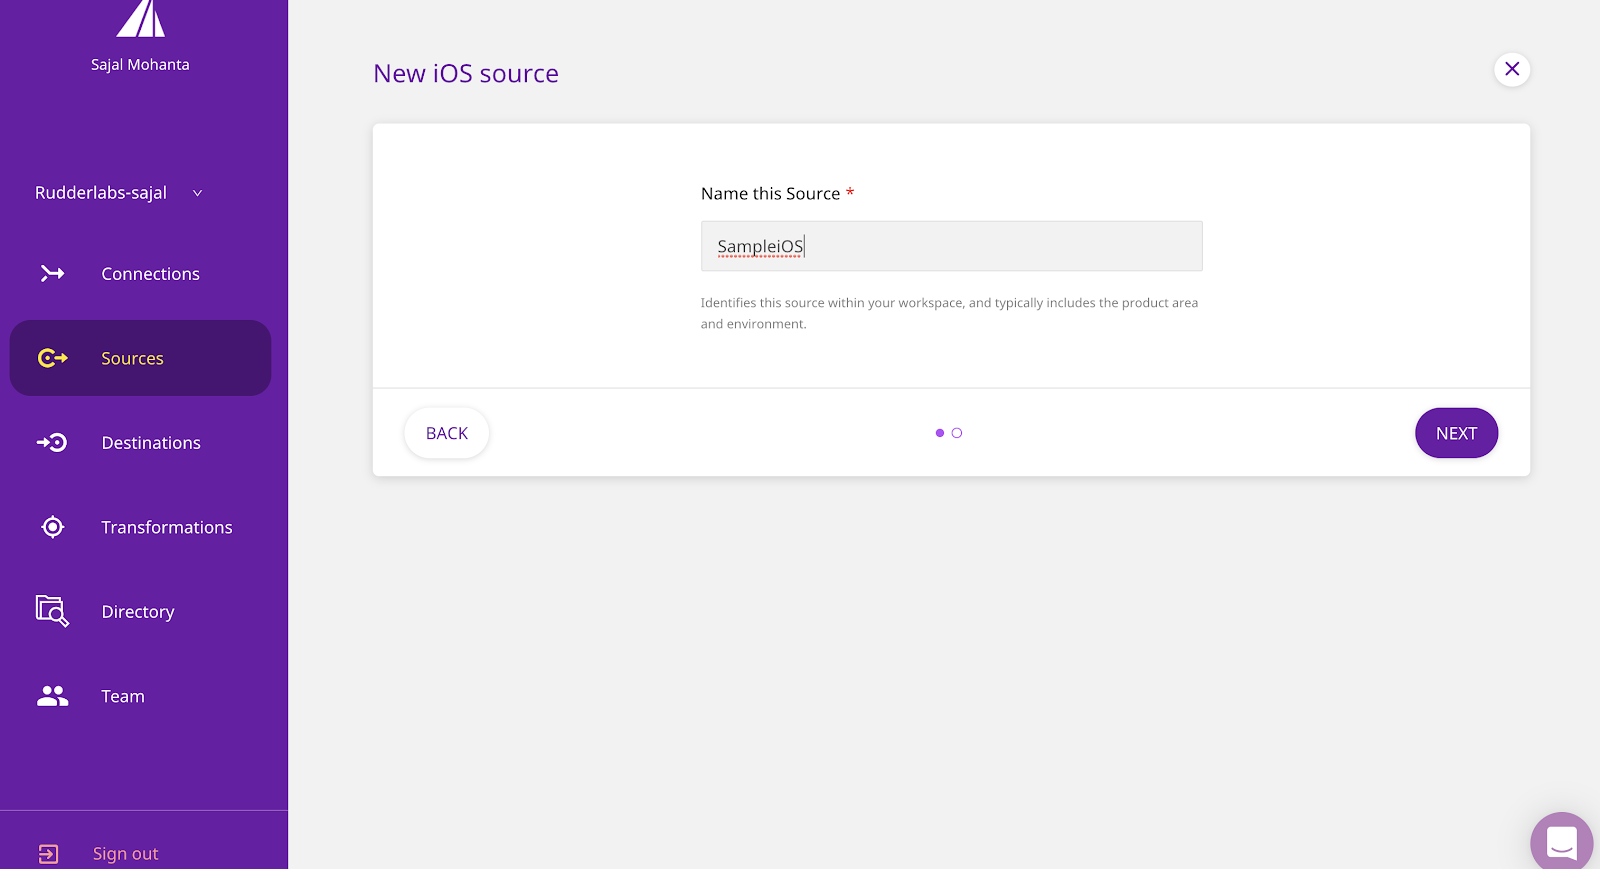 Sajal Mohanta
Rudderlabs-sajal
Connections
Sources
Destinations
Transformations
Directory
Team
Sign out
New iOS source
Name this Source *
SampleiOS
Identifies this source within your workspace, and typically includes the product area
and environment.
BACK
NEXT